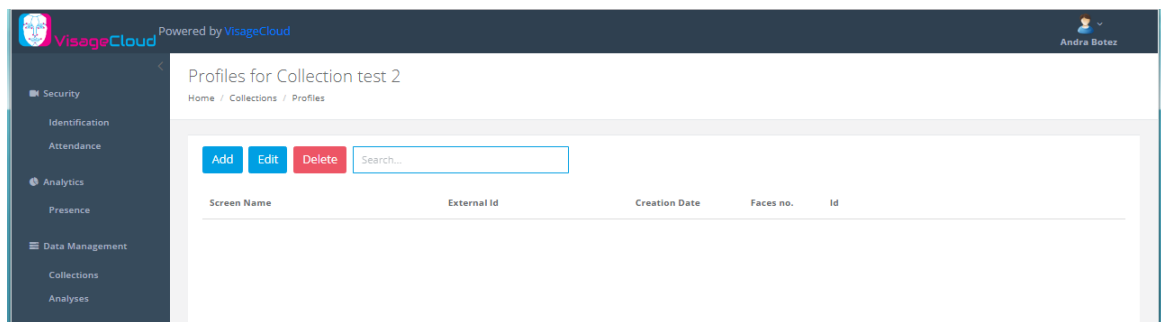 VisageCloud Powered by VisageCloud
Andra Botez
Security
Identification
Attendance
Analytics
Presence
Data Management
Collections
Analyses
Profiles for Collection test 2
Home / Collections / Profiles
Add Edit Delete Search...
Screen Name External Id Creation Date Faces no. Id